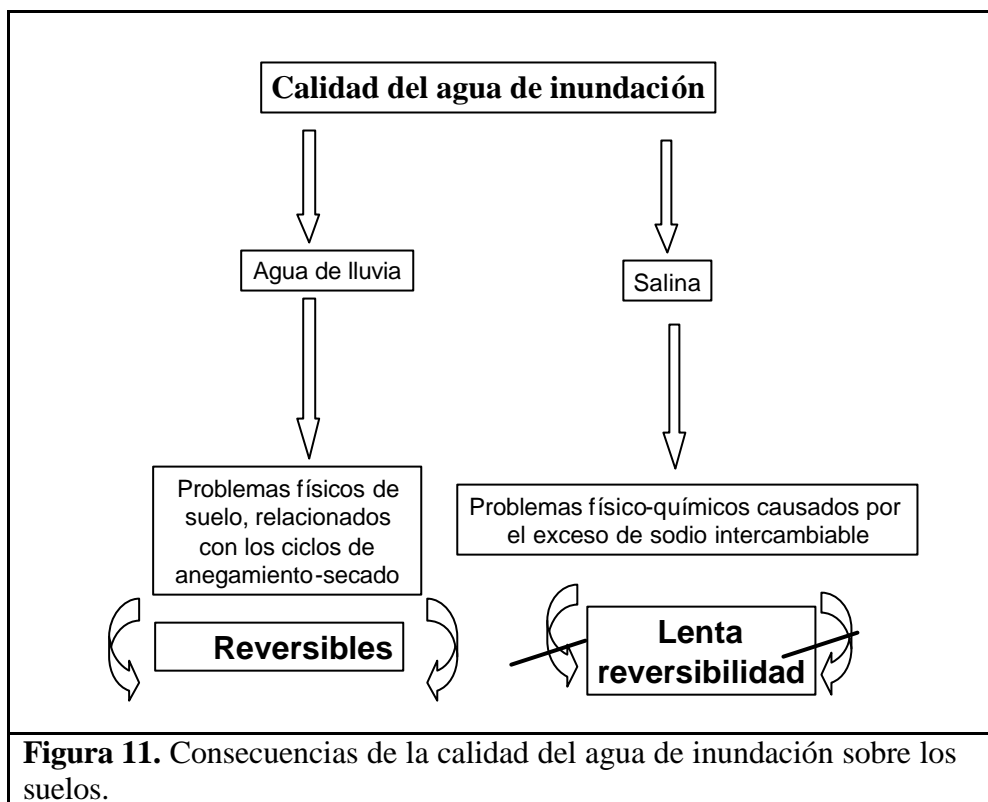 Calidad del agua de inundación
Agua de lluvia
Salina
Problemas físicos de
suelo, relacionados
con los ciclos de
anegamiento-secado
Problemas físico-químicos causados por
el exceso de sodio intercambiable
Reversibles
Lenta
reversibilidad
Figura 11. Consecuencias de la calidad del agua de inundación sobre los
suelos.